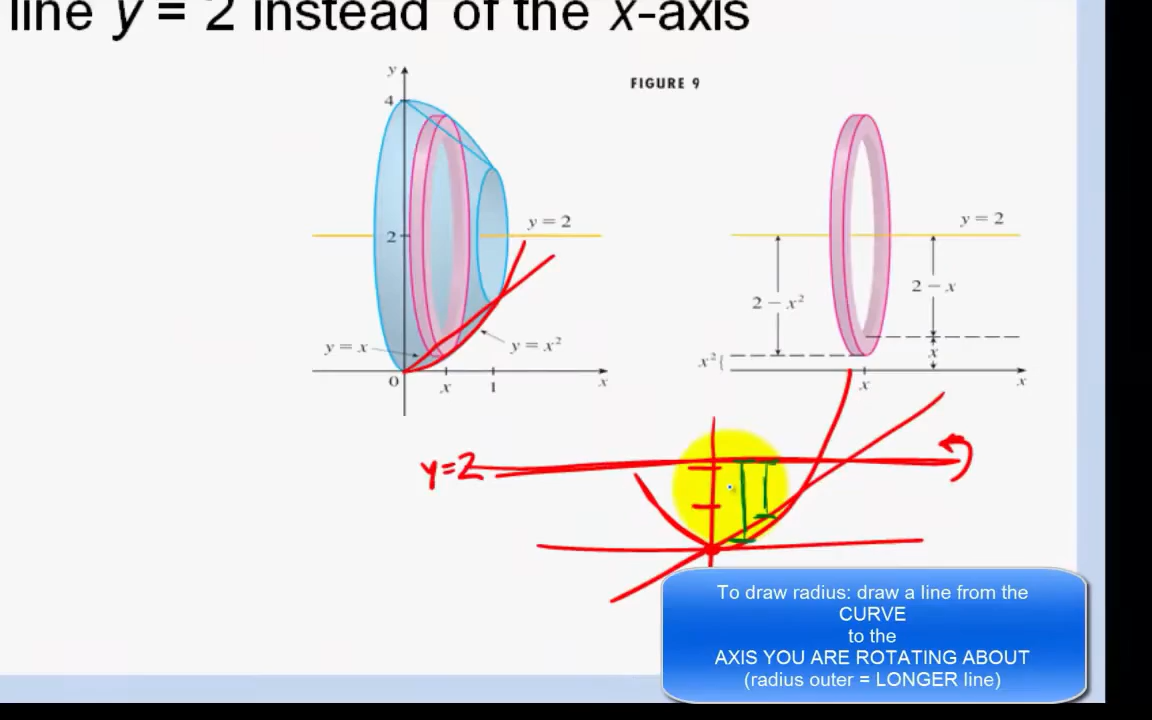 line y = 2 instead of the x-axis
FIGURE 9
y
4
y = 2
2
y = x
y = x²
0
x
1
x
y = 2
2 − x²
2 − x
x²{
x
x
x
y=2
To draw radius: draw a line from the
CURVE
to the
AXIS YOU ARE ROTATING ABOUT
(radius outer = LONGER line)